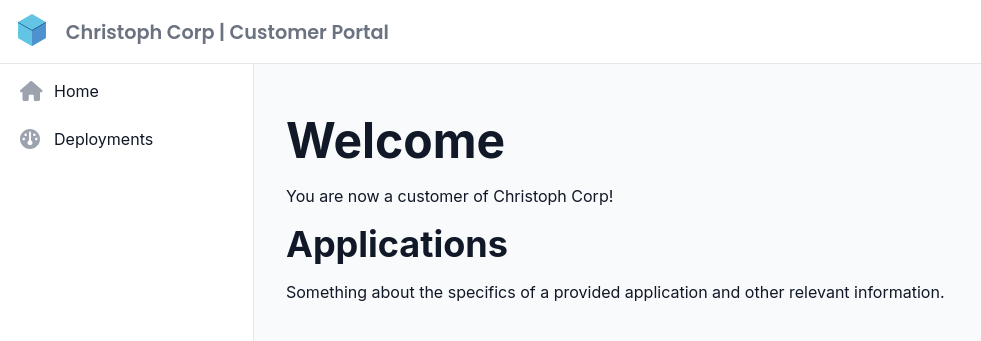 Christoph Corp | Customer Portal
Home
Deployments
Welcome
You are now a customer of Christoph Corp!
Applications
Something about the specifics of a provided application and other relevant information.